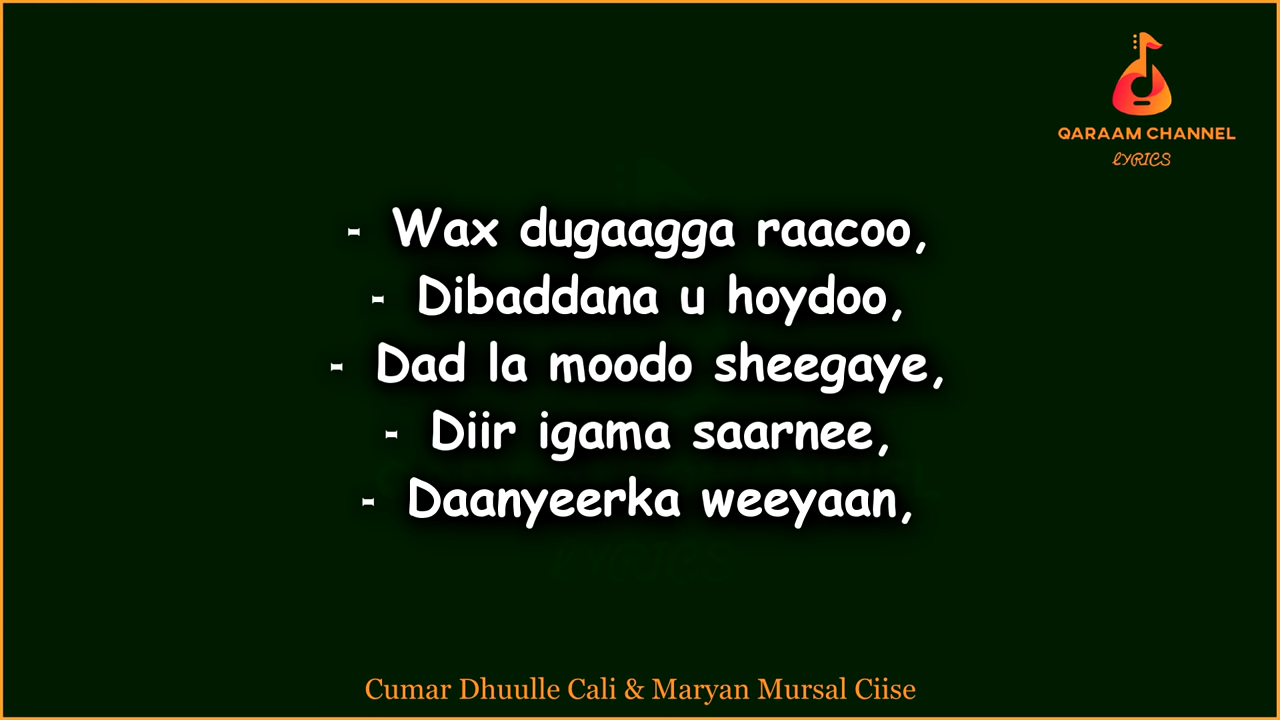 QARAAM CHANNEL
LYRICS
- Wax dugaagga raacoo,
- Dibaddana u hoydoo,
- Dad la moodo sheegaye,
- Diir igama saarnee,
- Daanyeerka weeyaan,
LYRICS
Cumar Dhuulle Cali & Maryan Mursal Ciise